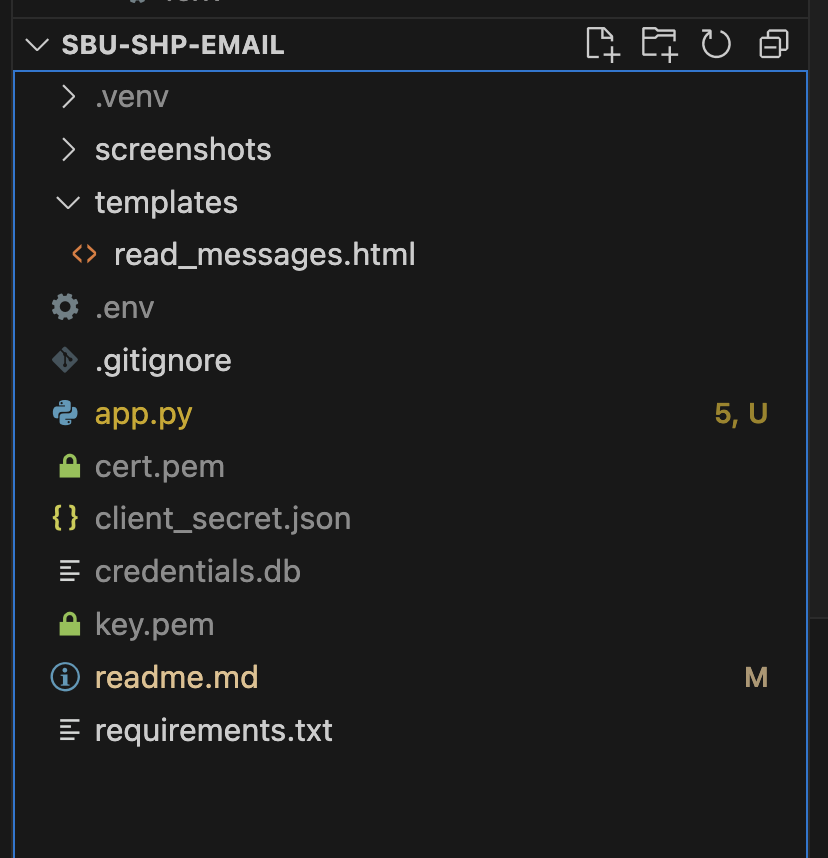 SBU-SHP-EMAIL
.venv
screenshots
templates
read_messages.html
.env
.gitignore
app.py 5, U
cert.pem
client_secret.json
credentials.db
key.pem
readme.md M
requirements.txt